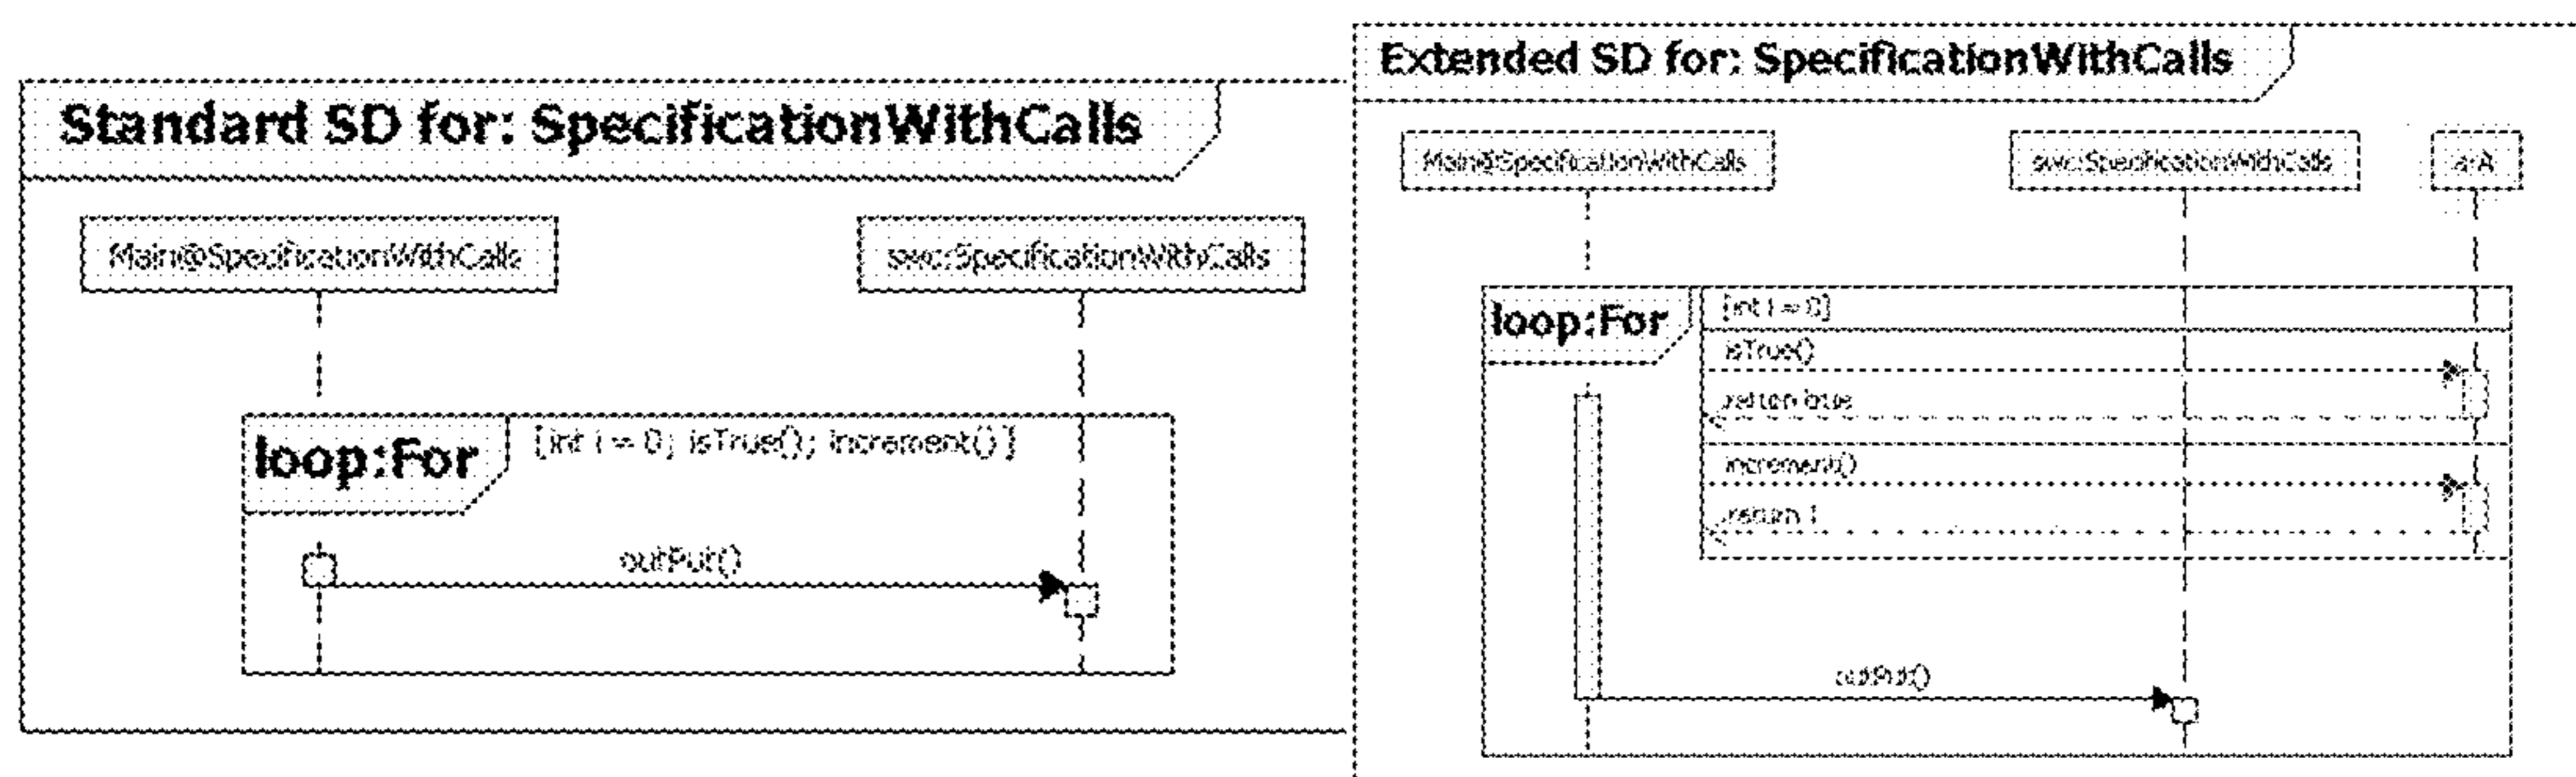 Standard SD for: SpecificationWithCalls
Main@SpecificationWithCalls
swc:SpecificationWithCalls
loop:For
[int i = 0; isTrue(); increment()]
outPut()
Extended SD for: SpecificationWithCalls
Main@SpecificationWithCalls
swc:SpecificationWithCalls
a:A
loop:For
[int i = 0]
isTrue()
return true
increment()
return 1
outPut()